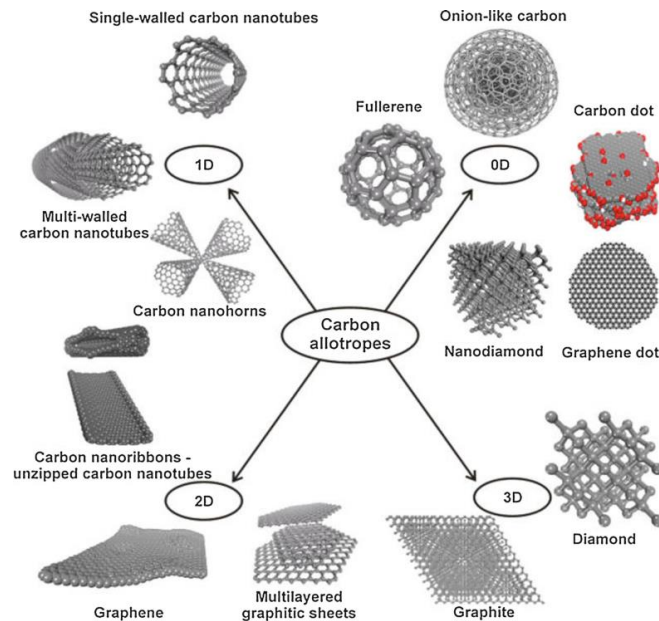 Single-walled carbon nanotubes
Onion-like carbon
Fullerene
Carbon dot
1D
0D
Multi-walled
carbon nanotubes
Carbon nanohorns
Carbon
allotropes
Nanodiamond
Graphene dot
Carbon nanoribbons -
unzipped carbon nanotubes
2D
3D
Diamond
Graphene
Multilayered
graphitic sheets
Graphite